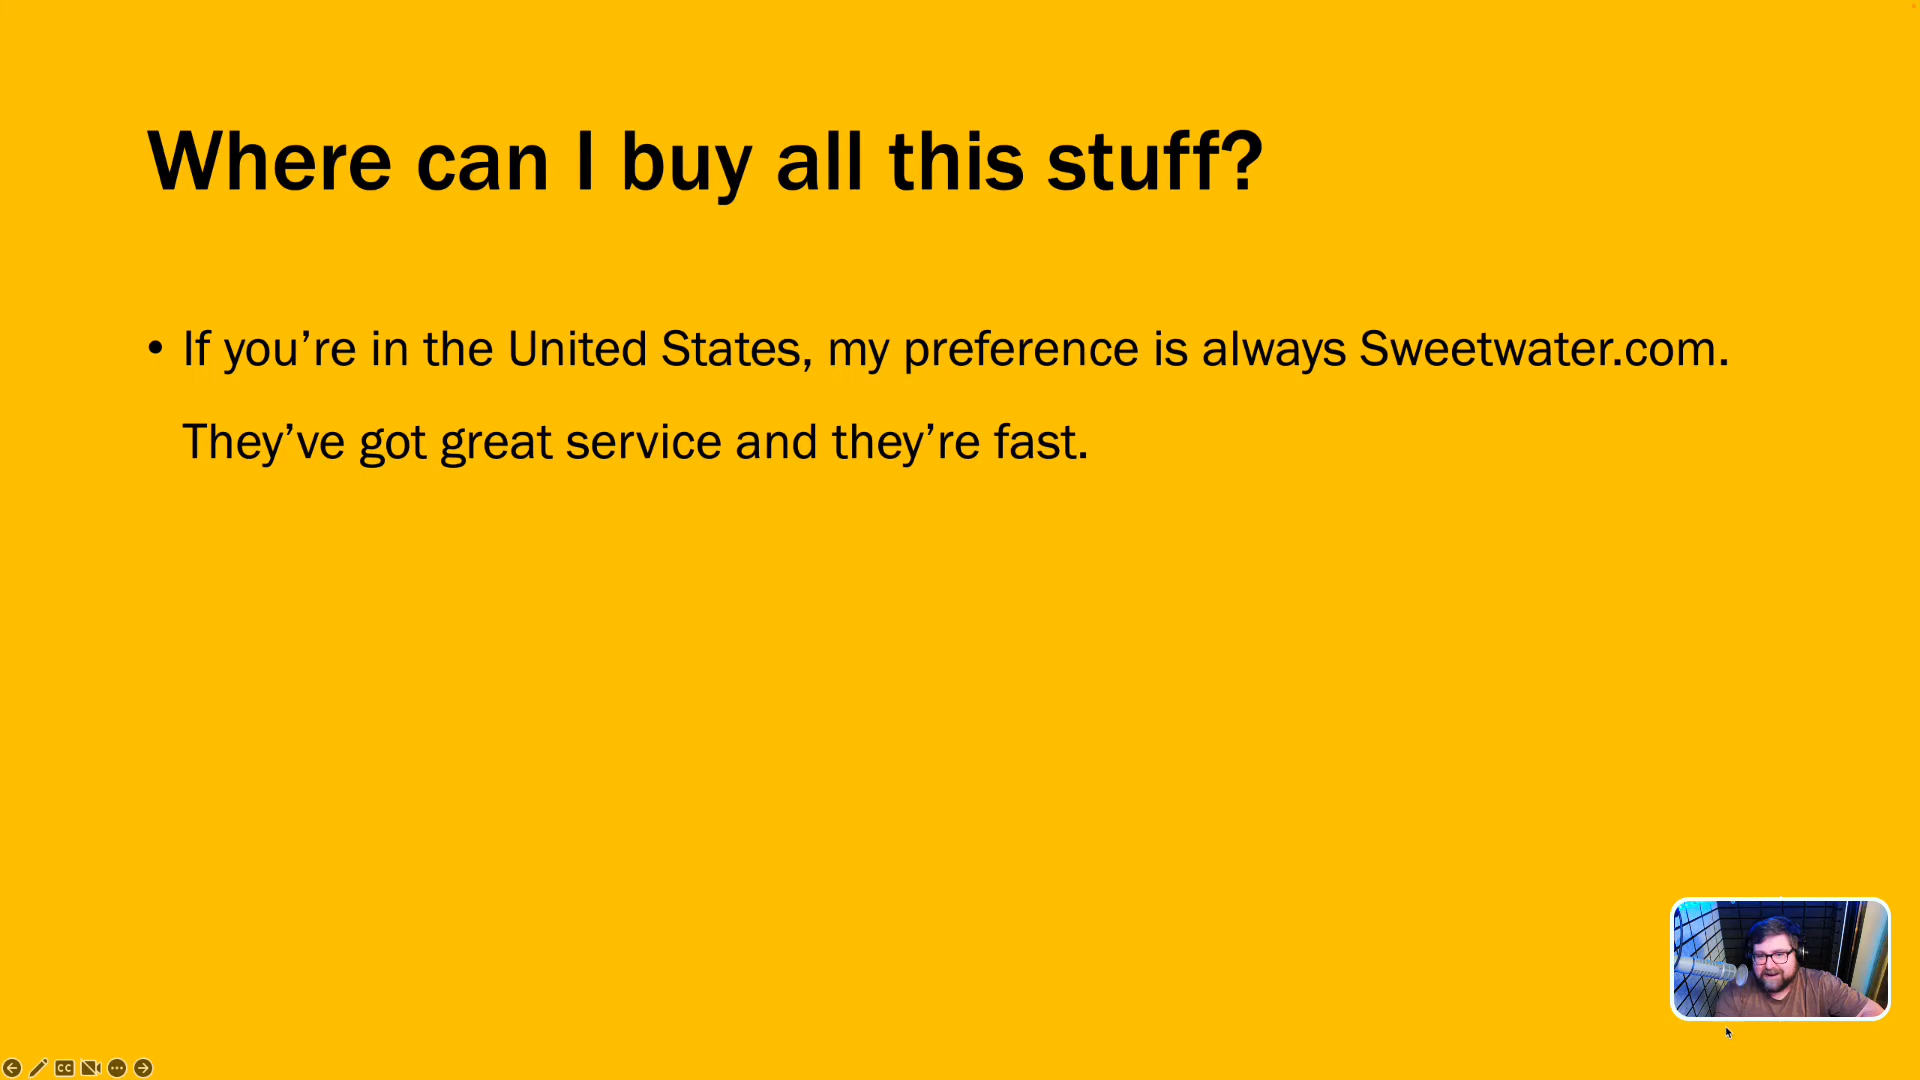 Where can I buy all this stuff?
• If you’re in the United States, my preference is always Sweetwater.com.
They’ve got great service and they’re fast.
CC